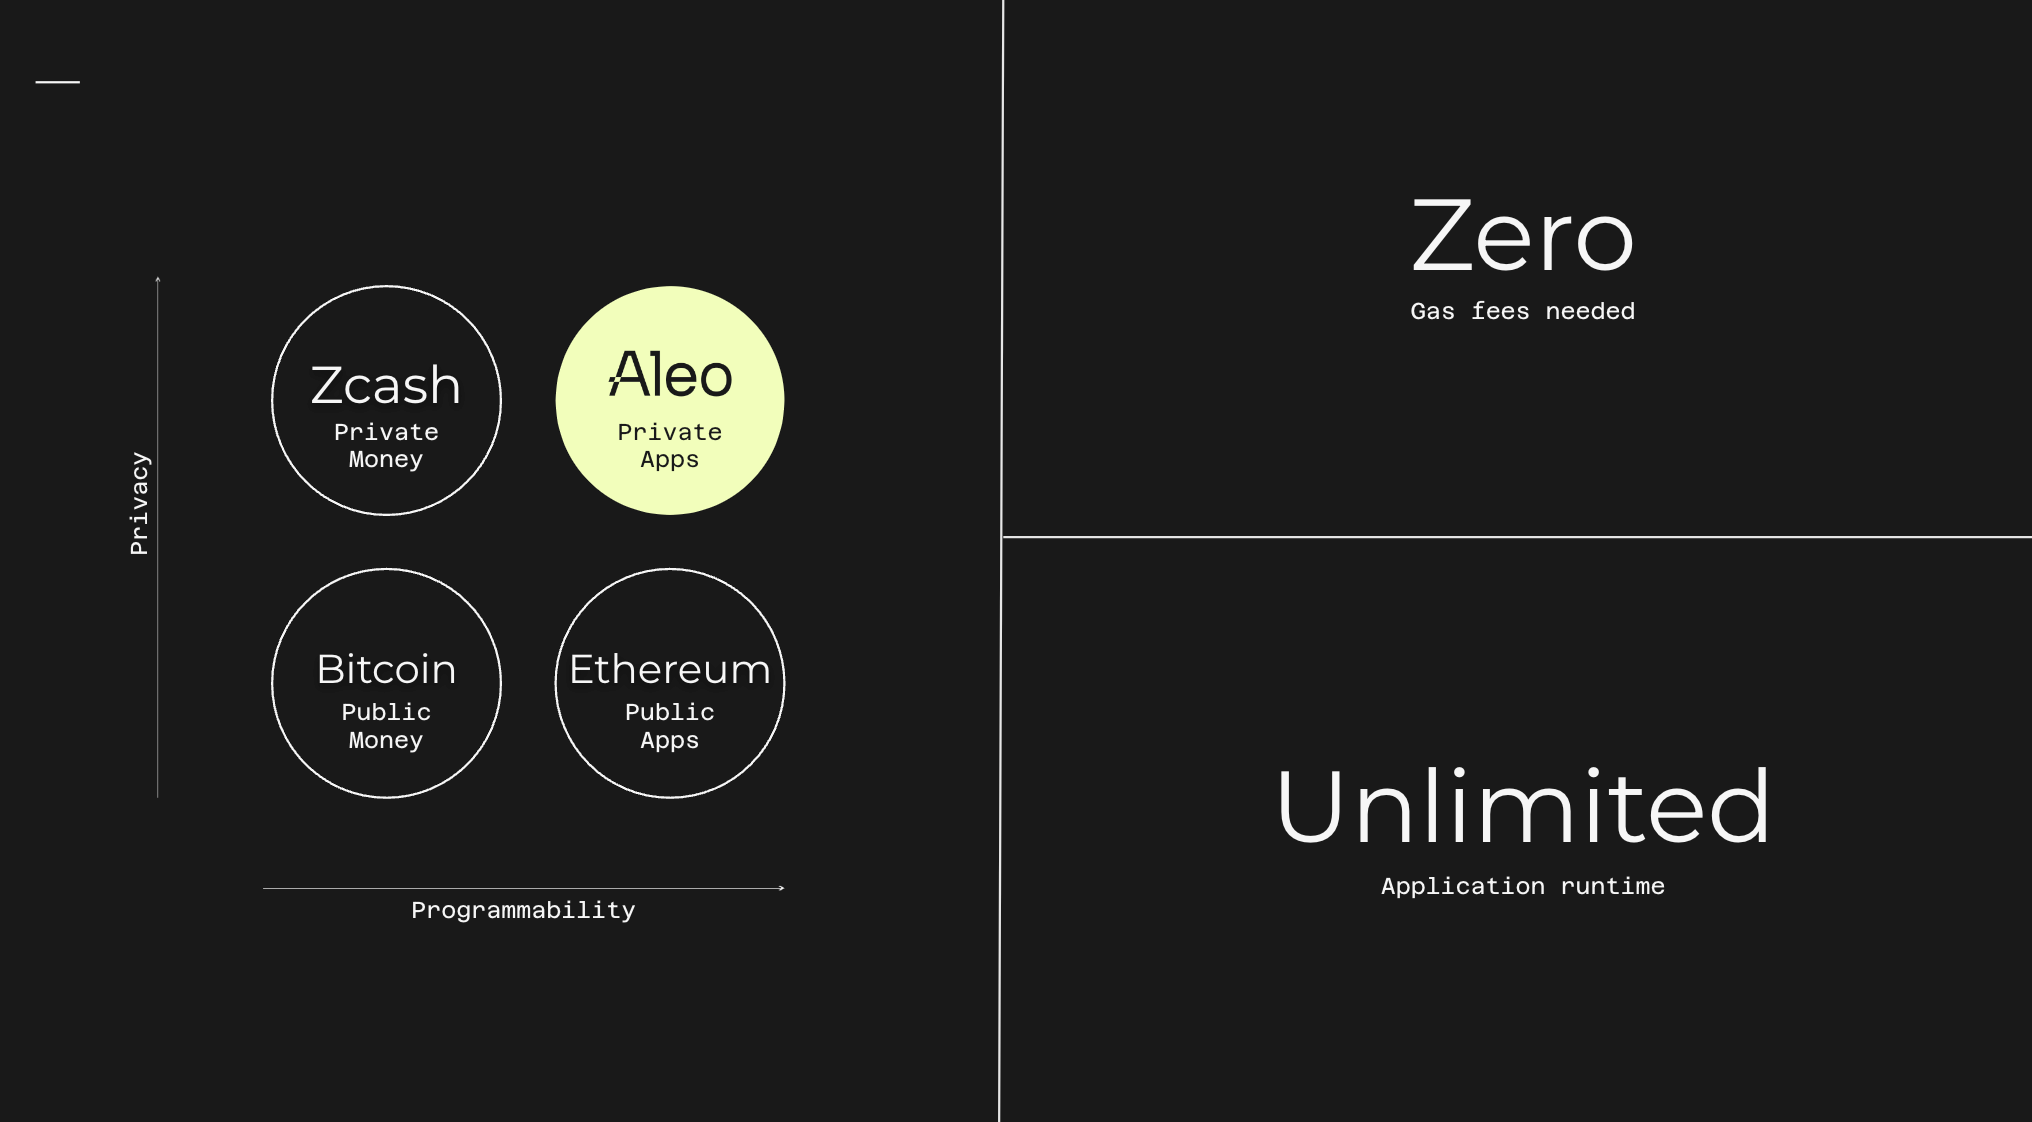 Privacy
Zcash
Private
Money
Aleo
Private
Apps
Bitcoin
Public
Money
Ethereum
Public
Apps
Programmability
Zero
Gas fees needed
Unlimited
Application runtime